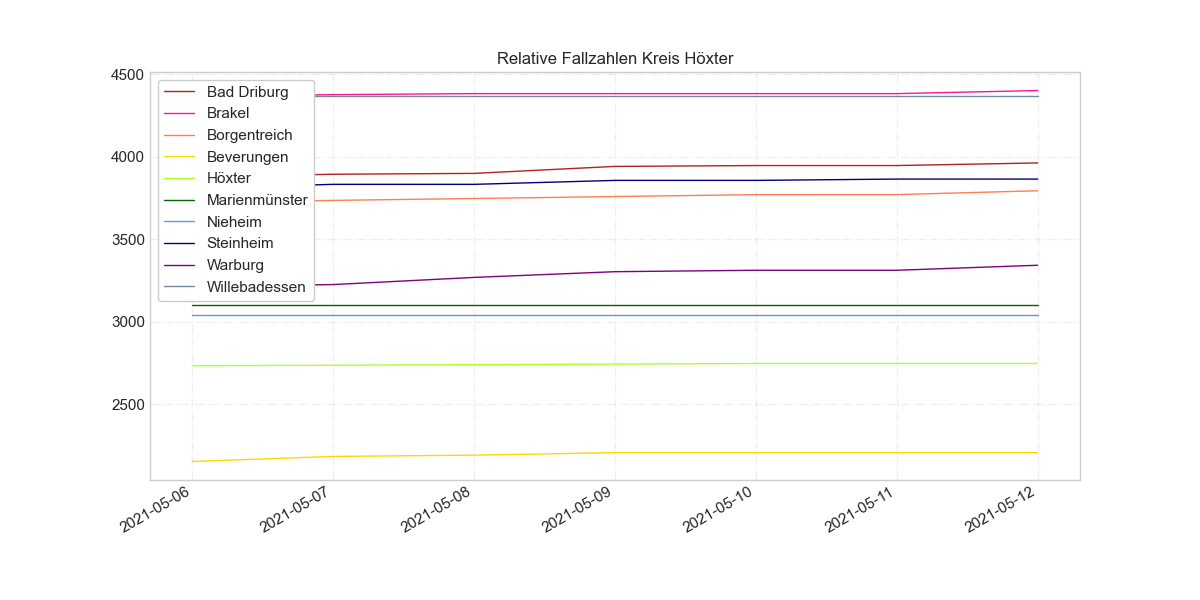 Relative Fallzahlen Kreis Höxter
4500
4000
3500
3000
2500
Bad Driburg
Brakel
Borgentreich
Beverungen
Höxter
Marienmünster
Nieheim
Steinheim
Warburg
Willebadessen
2021-05-06
2021-05-07
2021-05-08
2021-05-09
2021-05-10
2021-05-11
2021-05-12